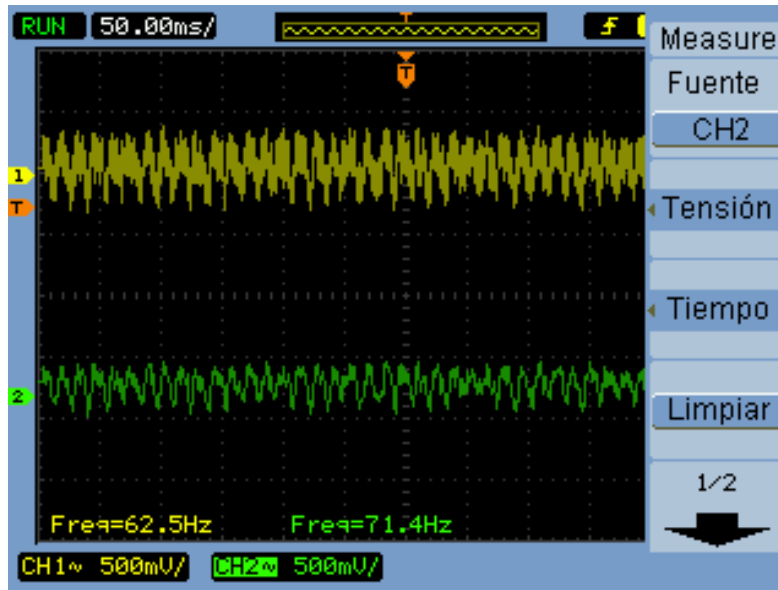 RUN 50.00ms/
T
Measure
Fuente
CH2
1
T
Tensión
Tiempo
2
Limpiar
1/2
Freq=62.5Hz Freq=71.4Hz
CH1~ 500mV/ CH2~ 500mV/